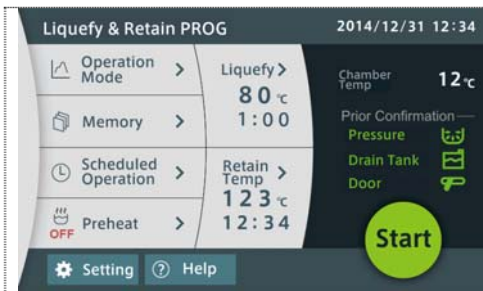 Liquefy & Retain PROG
2014/12/31 12:34
Operation
Mode >
Memory >
Scheduled
Operation >
OFF Preheat >
Liquefy >
80 ℃
1:00
Retain
Temp >
123 ℃
12:34
Chamber
Temp 12℃
Prior Confirmation
Pressure
Drain Tank
Door
Start
Setting
? Help